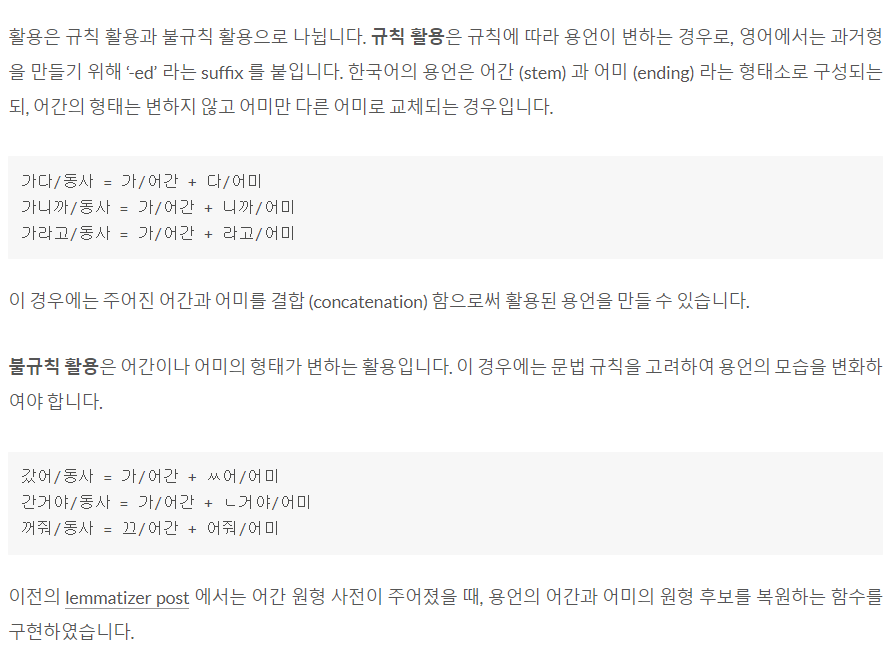 활용은 규칙 활용과 불규칙 활용으로 나뉩니다. 규칙 활용은 규칙에 따라 용언이 변하는 경우로, 영어에서는 과거형
을 만들기 위해 ‘-ed’ 라는 suffix 를 붙입니다. 한국어의 용언은 어간 (stem) 과 어미 (ending) 라는 형태소로 구성되는
되, 어간의 형태는 변하지 않고 어미만 다른 어미로 교체되는 경우입니다.
가다/동사 = 가/어간 + 다/어미
가니까/동사 = 가/어간 + 니까/어미
가라고/동사 = 가/어간 + 라고/어미
이 경우에는 주어진 어간과 어미를 결합 (concatenation) 함으로써 활용된 용언을 만들 수 있습니다.
불규칙 활용은 어간이나 어미의 형태가 변하는 활용입니다. 이 경우에는 문법 규칙을 고려하여 용언의 모습을 변화하
여야 합니다.
갔어/동사 = 가/어간 + ㅆ어/어미
간거야/동사 = 가/어간 + ㄴ거야/어미
꺼줘/동사 = 끄/어간 + 어줘/어미
이전의 lemmatizer post 에서는 어간 원형 사전이 주어졌을 때, 용언의 어간과 어미의 원형 후보를 복원하는 함수를
구현하였습니다.